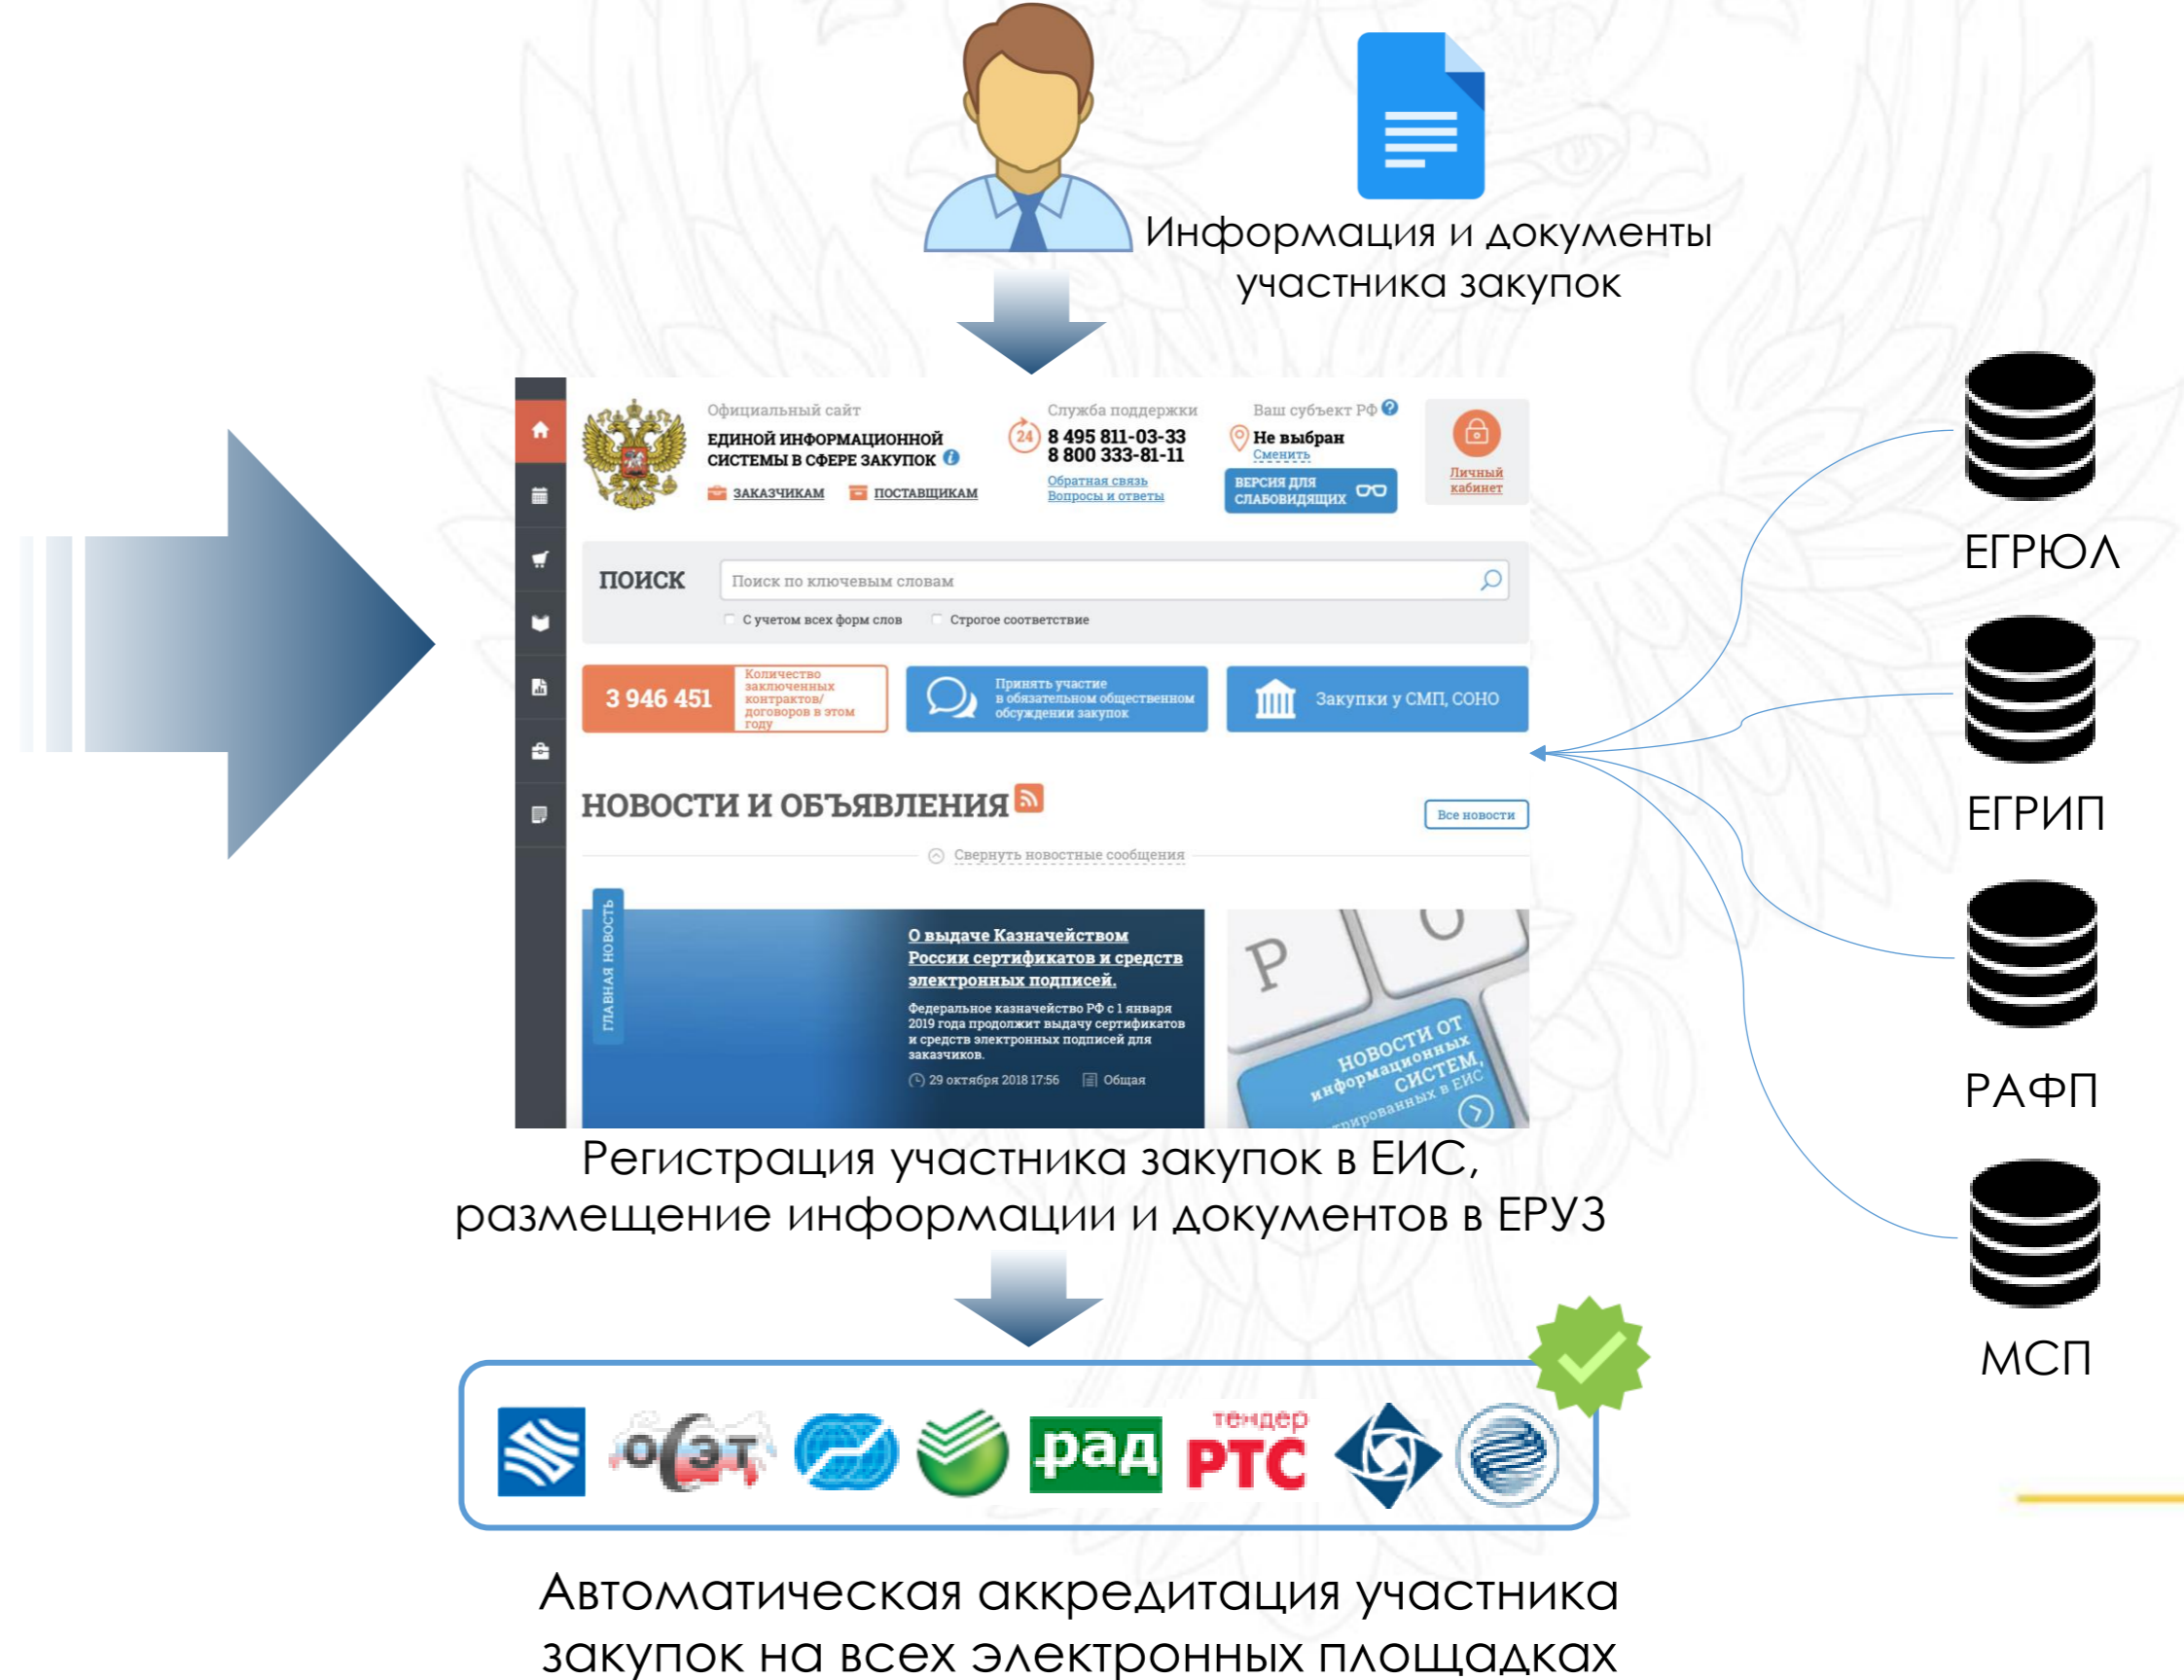 Информация и документы
участника закупок
Официальный сайт
ЕДИНОЙ ИНФОРМАЦИОННОЙ
СИСТЕМЫ В СФЕРЕ ЗАКУПОК
ЗАКАЗЧИКАМ
ПОСТАВЩИКАМ
Служба поддержки
24
8 495 811-03-33
8 800 333-81-11
Обратная связь
Вопросы и ответы
Ваш субъект РФ
Не выбран
Сменить
ВЕРСИЯ ДЛЯ
СЛАБОВИДЯЩИХ
Личный
кабинет
ПОИСК
Поиск по ключевым словам
С учетом всех форм слов
Строгое соответствие
3 946 451
Количество
заключенных
контрактов/
договоров в этом
году
Принять участие
в обязательном общественном
обсуждении закупок
Закупки у СМП, СОНО
НОВОСТИ И ОБЪЯВЛЕНИЯ
Все новости
Свернуть новостные сообщения
ГЛАВНАЯ НОВОСТЬ
О выдаче Казначейством
России сертификатов и средств
электронных подписей.
Федеральное казначейство РФ с 1 января
2019 года продолжит выдачу сертификатов
и средств электронных подписей для
заказчиков.
29 октября 2018 17:56
Общая
Р
НОВОСТИ ОТ
информационных
СИСТЕМ,
в ЕИС
ЕГРЮЛ
ЕГРИП
РАФП
МСП
Регистрация участника закупок в ЕИС,
размещение информации и документов в ЕРУЗ
ОСЭТ
рад
тендер
РТС
Автоматическая аккредитация участника
закупок на всех электронных площадках